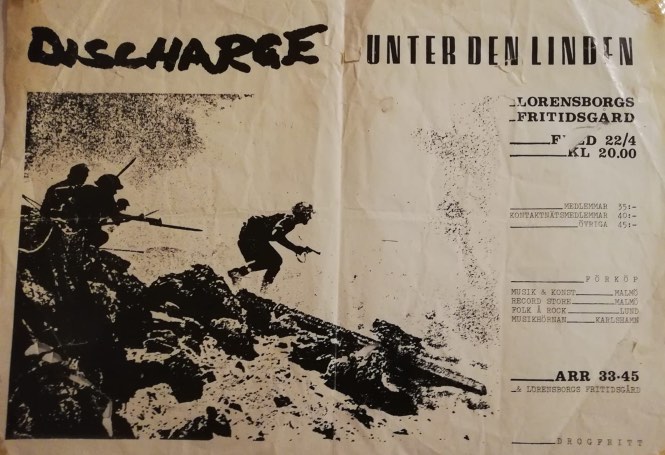 DISCHARGE
UNTER DEN LINDEN
LORENSBORGS
FRITIDSGÅRD
22/4
KL 20.00
MEDLEMMAR 35:-
KONTAKTNÄTSMEDLEMMAR 40:-
ÖVRIGA 45:-
FÖRKÖP
MUSIK & KONST MALMÖ
RECORD STORE MALMÖ
FOLK Å ROCK LUND
MUSIKHÖRNAN KARLSHAMN
ARR 33-45
& LORENSBORGS FRITIDSGÅRD
DROGFRITT